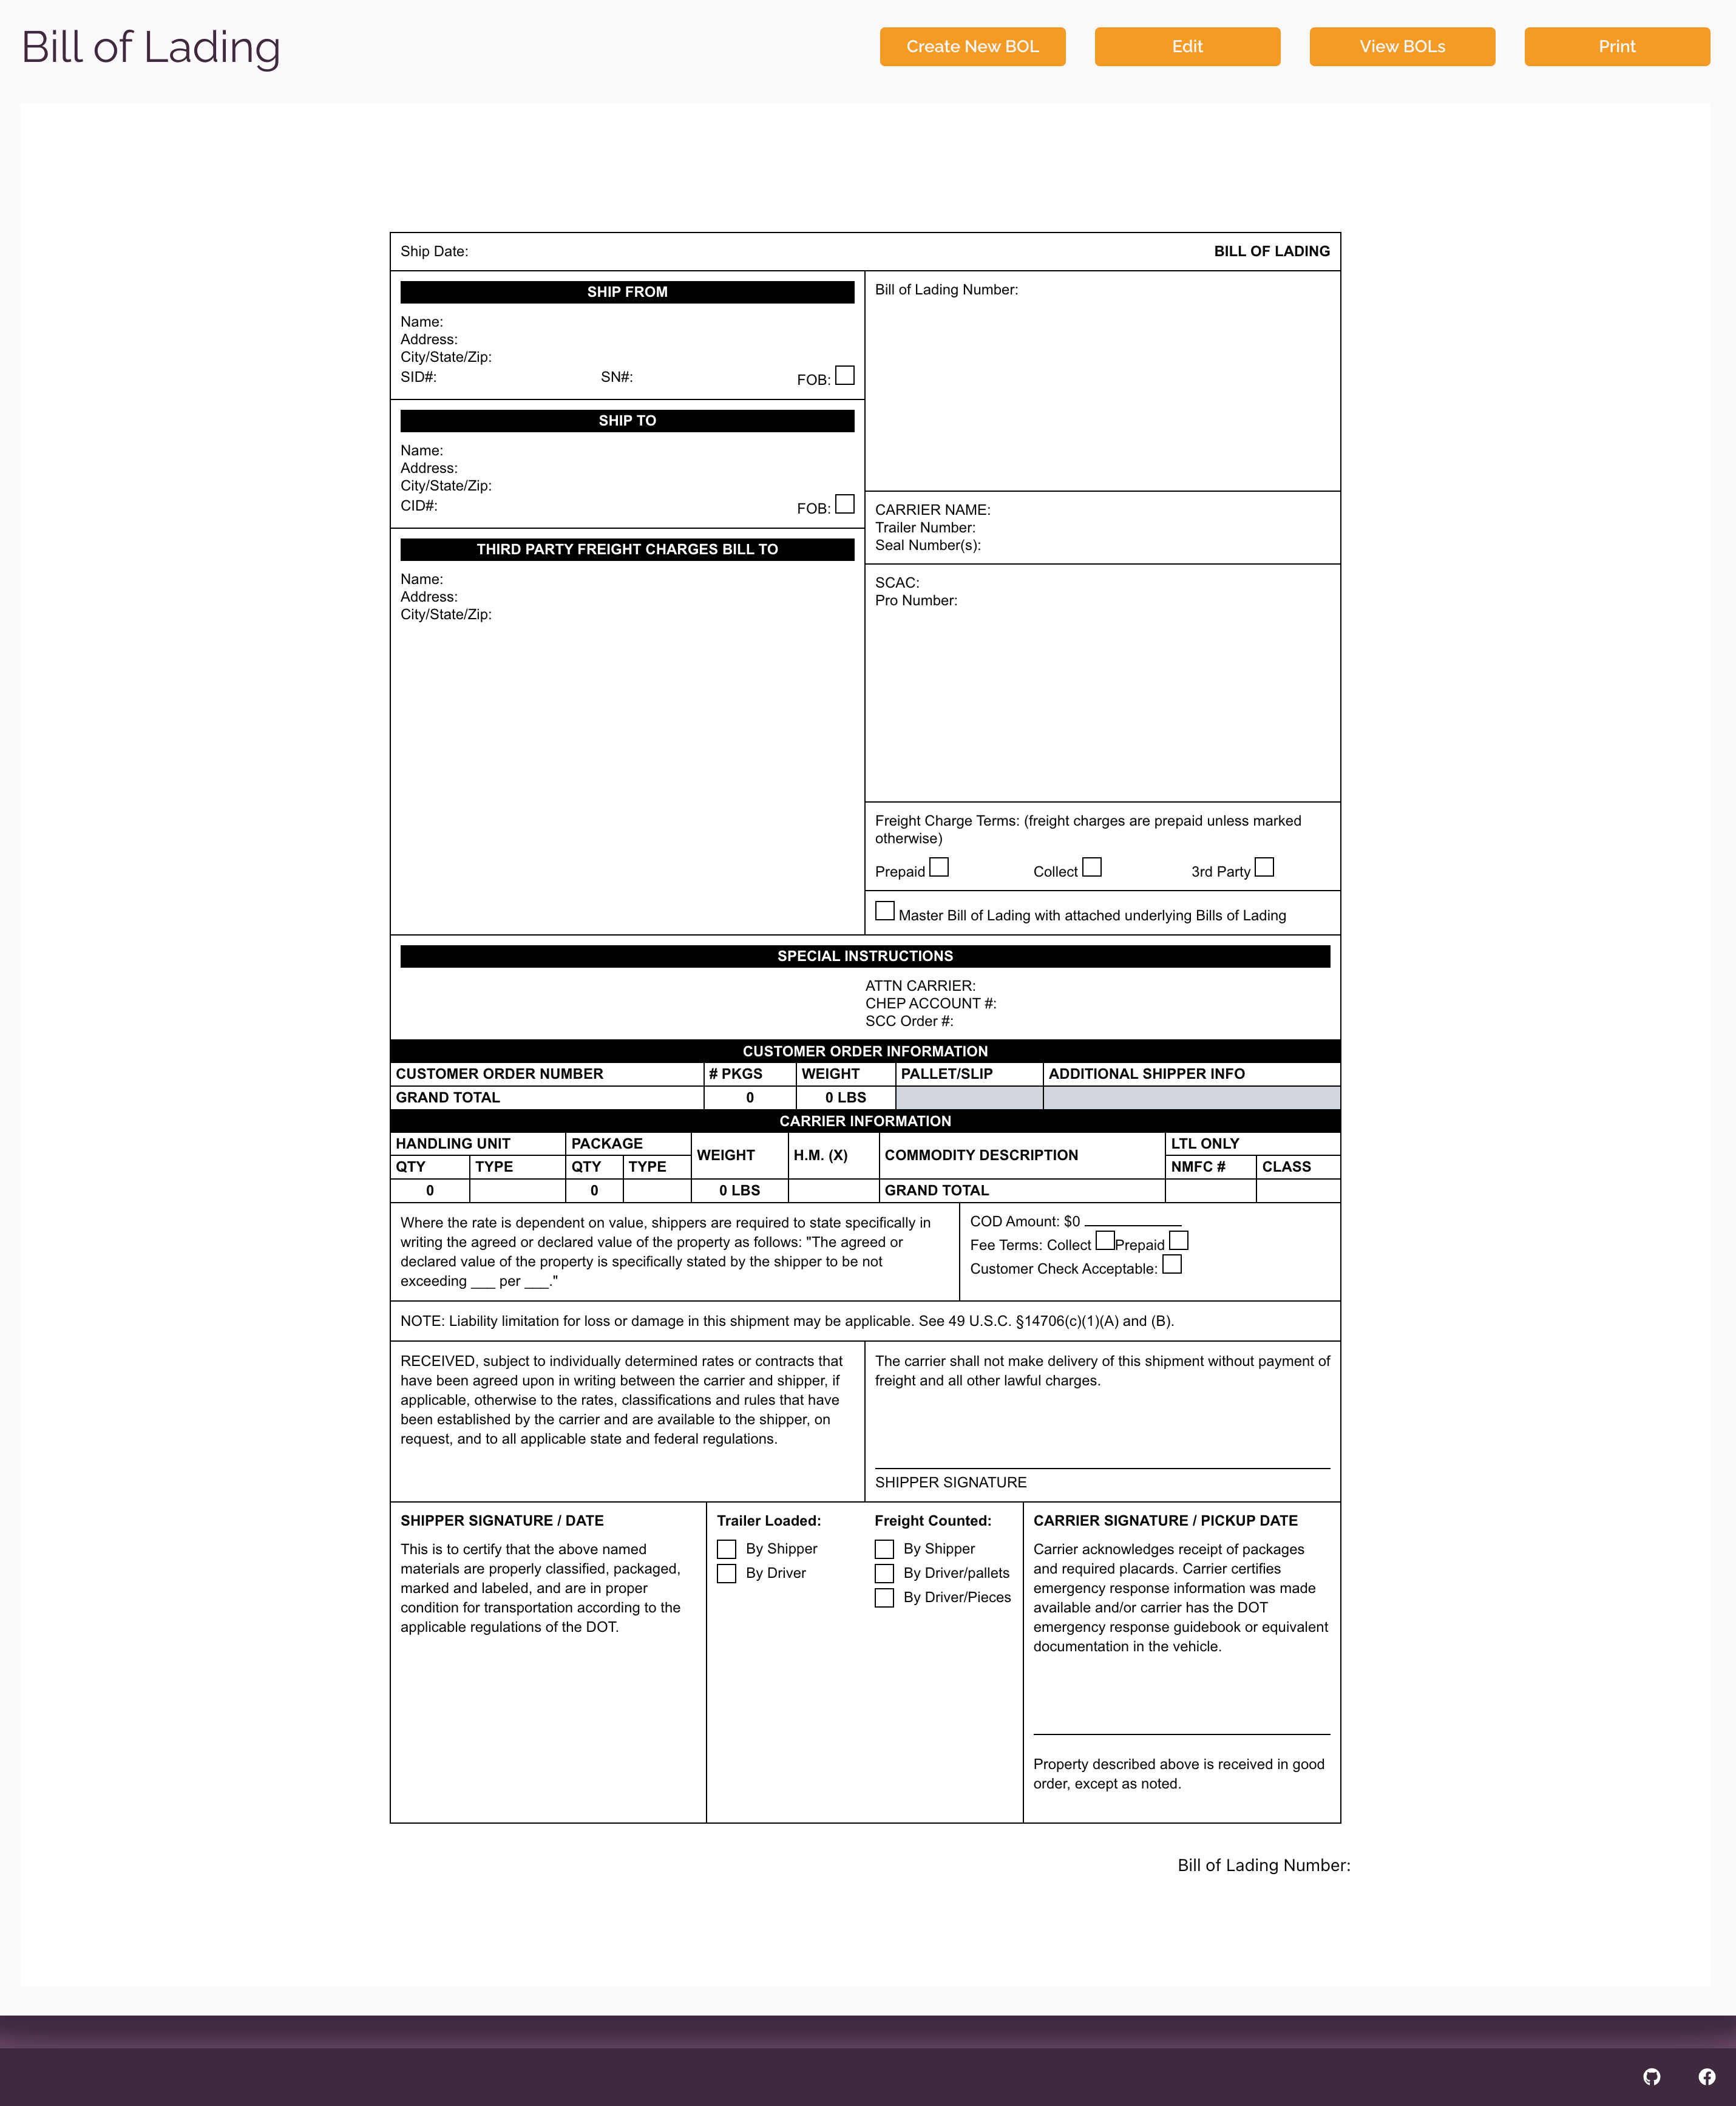 Bill of Lading
Create New BOL
Edit
View BOLs
Print
Ship Date:
BILL OF LADING
SHIP FROM
Name:
Address:
City/State/Zip:
SID#: SN#: FOB:
Bill of Lading Number:
SHIP TO
Name:
Address:
City/State/Zip:
CID#: FOB:
CARRIER NAME:
Trailer Number:
Seal Number(s):
THIRD PARTY FREIGHT CHARGES BILL TO
Name:
Address:
City/State/Zip:
SCAC:
Pro Number:
Freight Charge Terms: (freight charges are prepaid unless marked
otherwise)
Prepaid Collect 3rd Party
Master Bill of Lading with attached underlying Bills of Lading
SPECIAL INSTRUCTIONS
ATTN CARRIER:
CHEP ACCOUNT #:
SCC Order #:
CUSTOMER ORDER INFORMATION
CUSTOMER ORDER NUMBER # PKGS WEIGHT PALLET/SLIP ADDITIONAL SHIPPER INFO
GRAND TOTAL 0 0 LBS
CARRIER INFORMATION
HANDLING UNIT PACKAGE WEIGHT H.M. (X) COMMODITY DESCRIPTION LTL ONLY
QTY TYPE QTY TYPE NMFC # CLASS
0 0 0 LBS GRAND TOTAL
Where the rate is dependent on value, shippers are required to state specifically in
writing the agreed or declared value of the property as follows: "The agreed or
declared value of the property is specifically stated by the shipper to be not
exceeding ___ per ___."
COD Amount: $0 ____________
Fee Terms: Collect Prepaid
Customer Check Acceptable:
NOTE: Liability limitation for loss or damage in this shipment may be applicable. See 49 U.S.C. §14706(c)(1)(A) and (B).
RECEIVED, subject to individually determined rates or contracts that
have been agreed upon in writing between the carrier and shipper, if
applicable, otherwise to the rates, classifications and rules that have
been established by the carrier and are available to the shipper, on
request, and to all applicable state and federal regulations.
The carrier shall not make delivery of this shipment without payment of
freight and all other lawful charges.
SHIPPER SIGNATURE
SHIPPER SIGNATURE / DATE
This is to certify that the above named
materials are properly classified, packaged,
marked and labeled, and are in proper
condition for transportation according to the
applicable regulations of the DOT.
Trailer Loaded:
By Shipper
By Driver
Freight Counted:
By Shipper
By Driver/pallets
By Driver/Pieces
CARRIER SIGNATURE / PICKUP DATE
Carrier acknowledges receipt of packages
and required placards. Carrier certifies
emergency response information was made
available and/or carrier has the DOT
emergency response guidebook or equivalent
documentation in the vehicle.
Property described above is received in good
order, except as noted.
Bill of Lading Number: